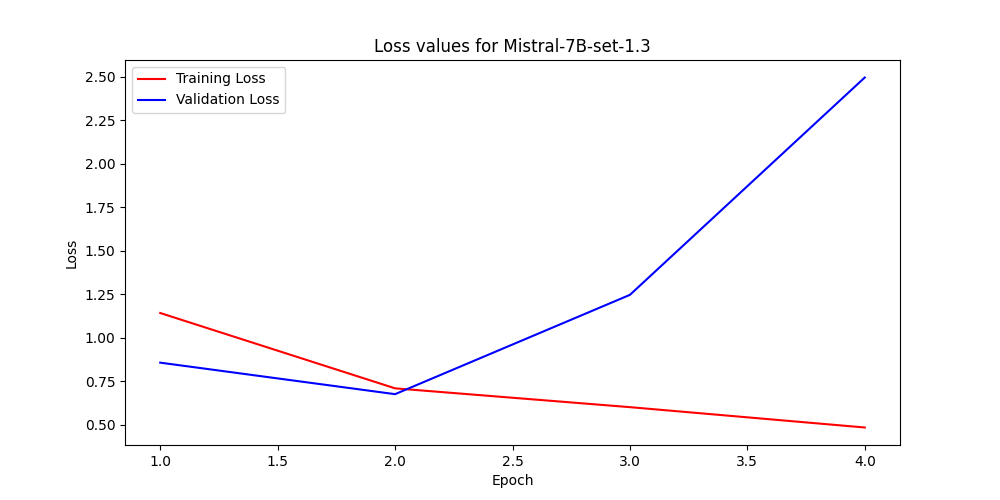 Loss values for Mistral-7B-set-1.3
Training Loss
Validation Loss
2.50
2.25
2.00
1.75
1.50
1.25
1.00
0.75
0.50
Loss
1.0 1.5 2.0 2.5 3.0 3.5 4.0
Epoch